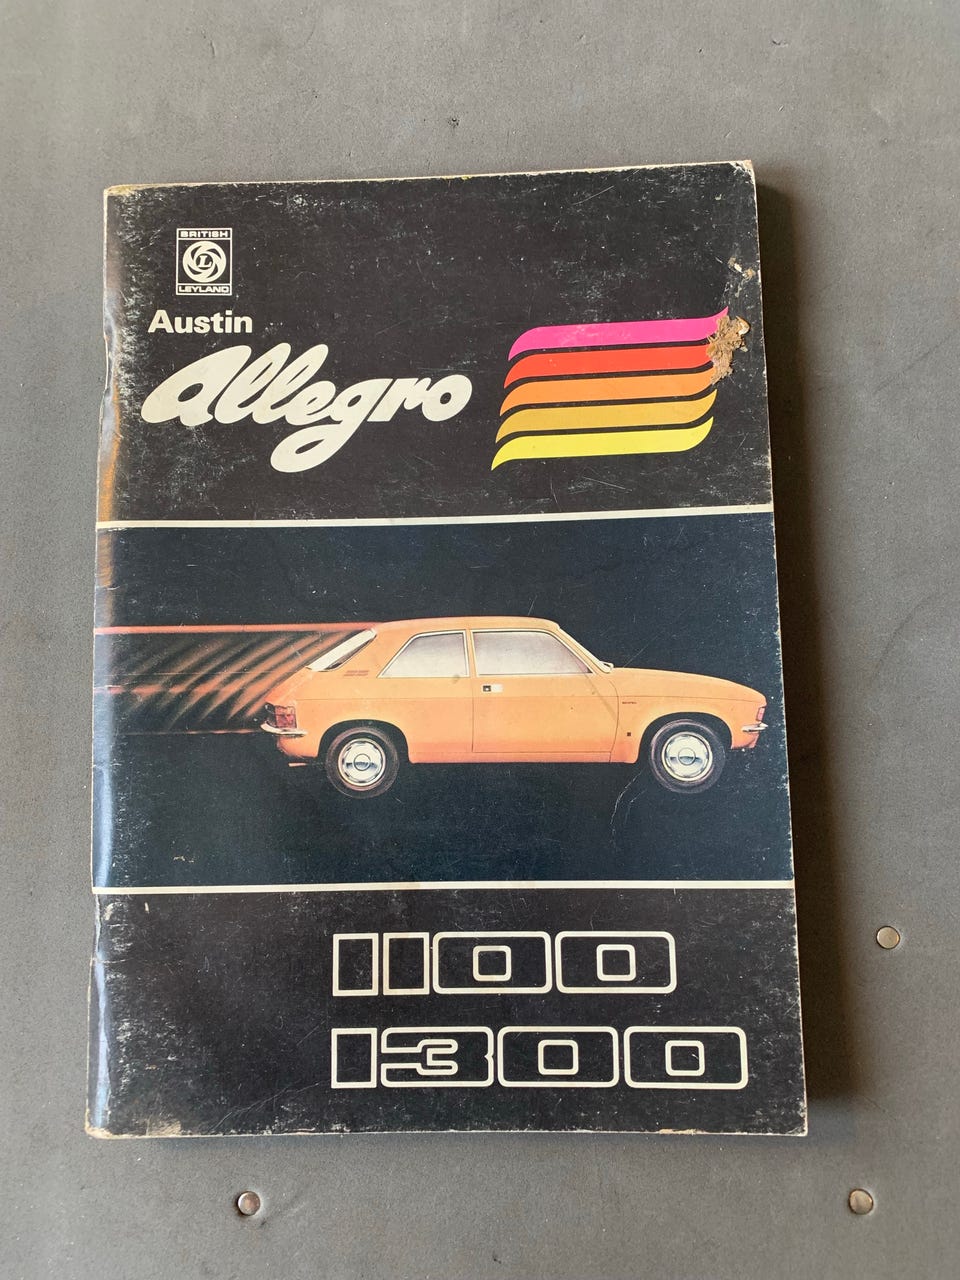 BRITISH
L
LEYLAND
Austin
Allegro
1100
1300